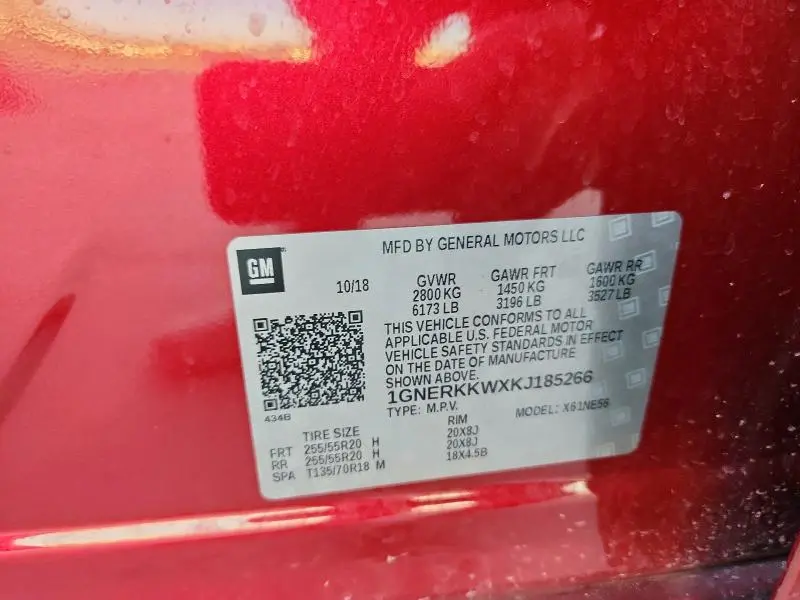 GM
MFD BY GENERAL MOTORS LLC
10/18
GVWR GAWR FRT GAWR RR
2800 KG 1450 KG 1600 KG
6173 LB 3196 LB 3527 LB
THIS VEHICLE CONFORMS TO ALL
APPLICABLE U.S. FEDERAL MOTOR
VEHICLE SAFETY STANDARDS IN EFFECT
ON THE DATE OF MANUFACTURE
SHOWN ABOVE.
1GNERKKWXKJ185266
434B
TYPE: M.P.V. MODEL: X61NE56
TIRE SIZE RIM
FRT 255/55R20 H 20X8J
RR 255/55R20 H 20X8J
SPA T135/70R18 M 18X4.5B